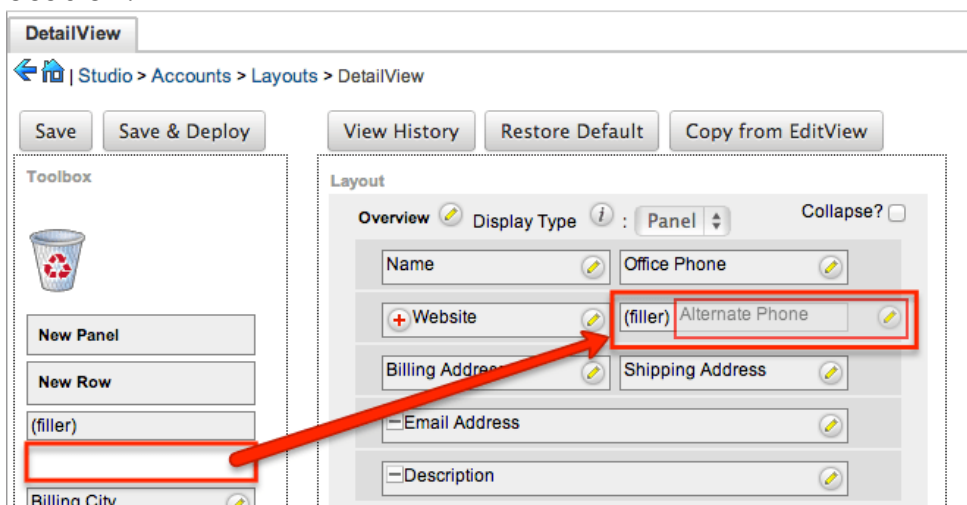 DetailView
| Studio > Accounts > Layouts > DetailView
Save Save & Deploy View History Restore Default Copy from EditView
Toolbox
Layout
Overview Display Type i : Panel Collapse?
Name Office Phone
New Panel
Website (filler) Alternate Phone
New Row
Billing Address Shipping Address
(filler)
Email Address
Description
Billing City